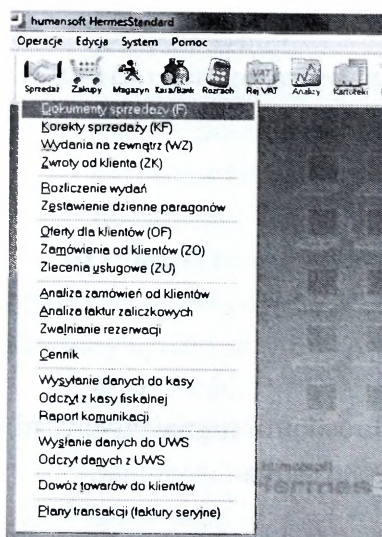 humansoft HermesStandard
Operacje Edycja System Pomoc
Sprzedaż Zakupy Magazyn Kasa/Bank Rozrach Rej VAT Analizy Kartoteki
Dokumenty sprzedaży (F)
Korekty sprzedaży (KF)
Wydania na zewnątrz (WZ)
Zwroty od klienta (ZK)
Rozliczenie wydań
Zestawienie dzienne paragonów
Oferty dla klientów (OF)
Zamówienia od klientów (ZO)
Zlecenia usługowe (ZU)
Analiza zamówień od klientów
Analiza faktur zaliczkowych
Zwalnianie rezerwacji
Cennik
Wysyłanie danych do kasy
Odczyt z kasy fiskalnej
Raport komunikacji
Wysłanie danych do UWS
Odczyt danych z UWS
Dowóz towarów do klientów
Plany transakcji (faktury seryjne)
humansoft
Hermes